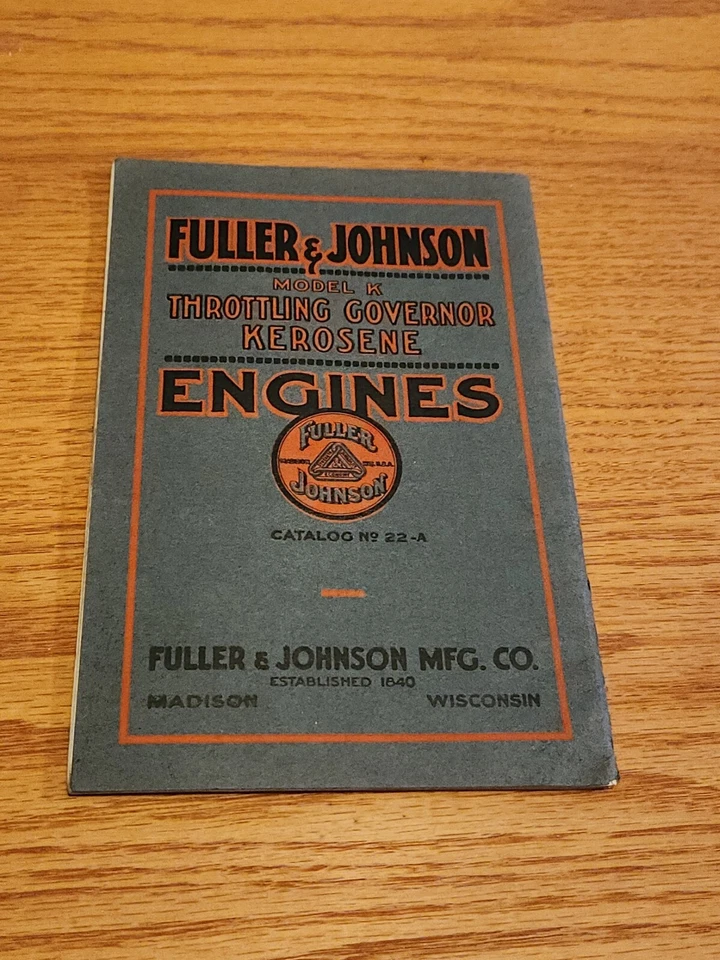 FULLER & JOHNSON
MODEL K
THROTTLING GOVERNOR
KEROSENE
ENGINES
FULLER
JOHNSON
CATALOG Nº 22-A
FULLER & JOHNSON MFG. CO.
ESTABLISHED 1840
MADISON WISCONSIN